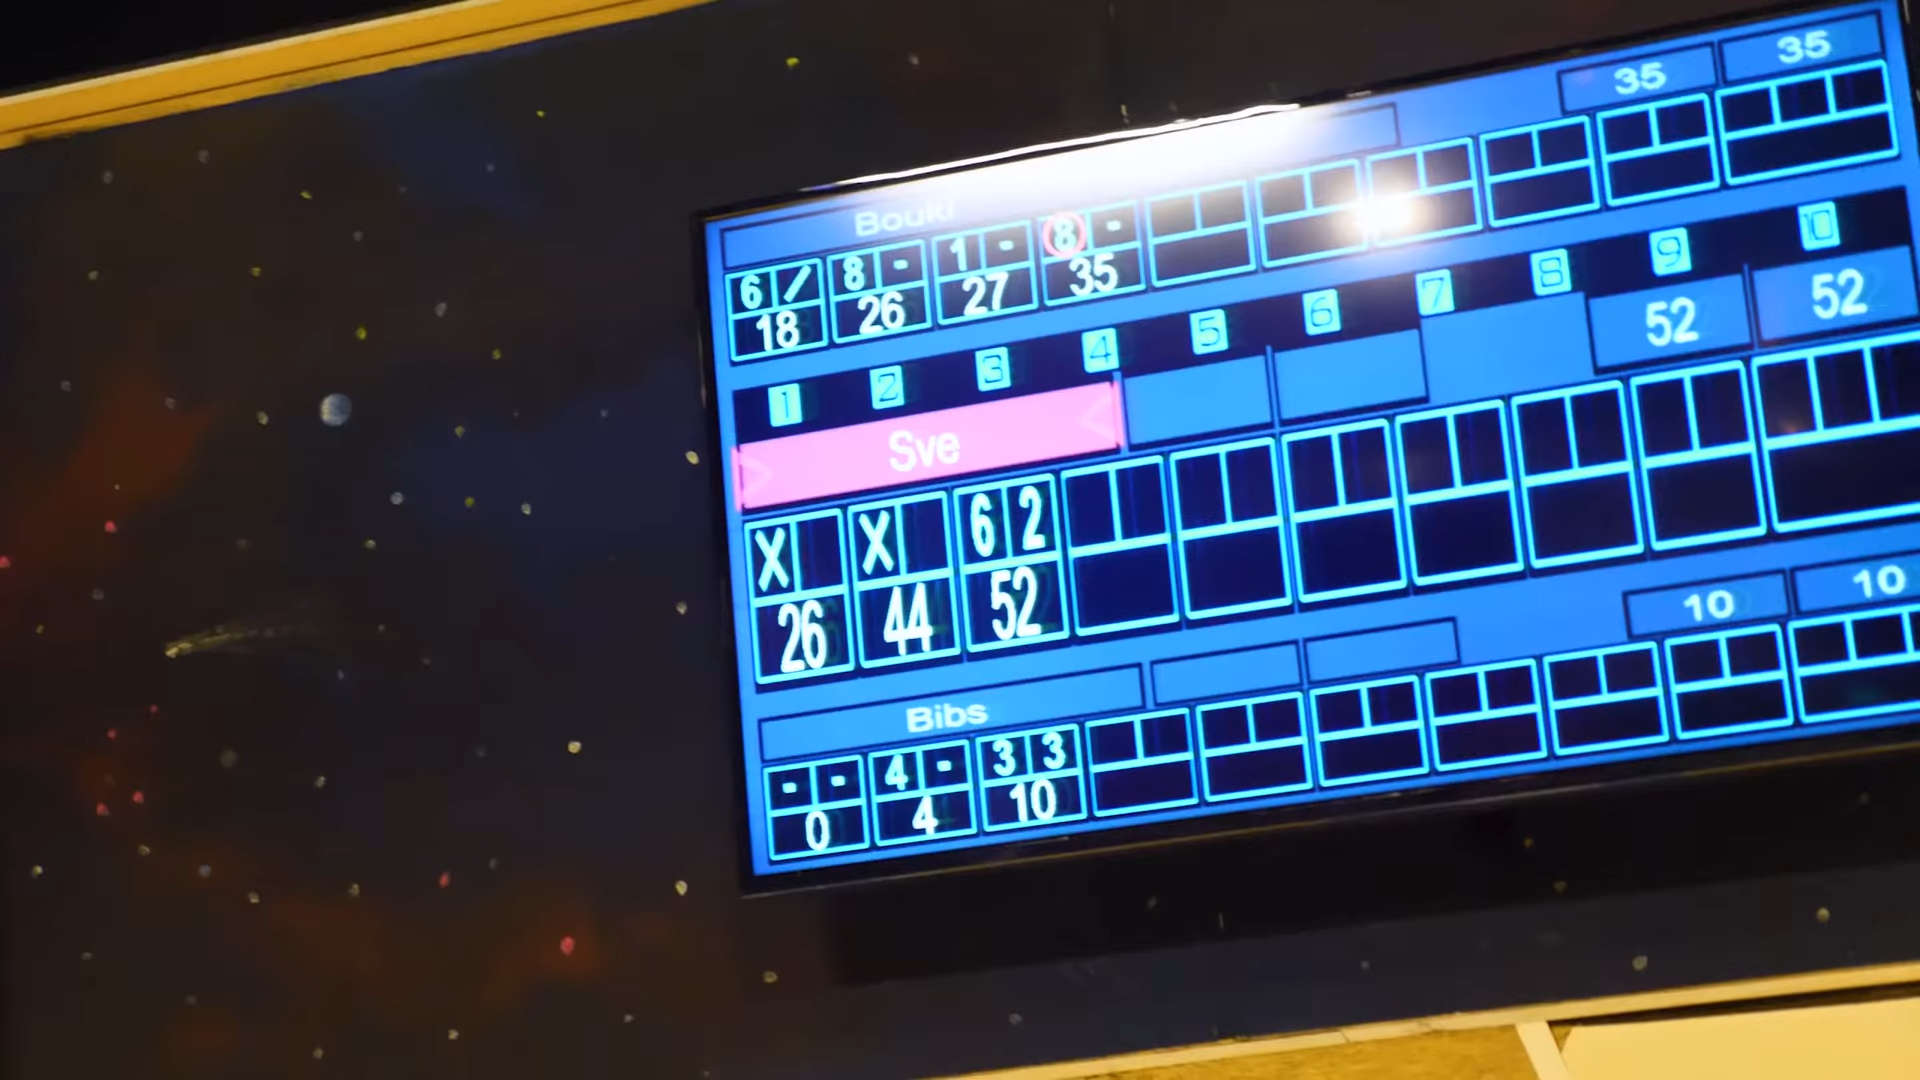 35 35
Bouki
6 / 8 - 1 - 8 -
18 26 27 35
1 2 3 4 5 6 7 8 9 10
Sve 52 52
X X 6 2
26 44 52
10 10
Bibs
- - 4 - 3 3
0 4 10